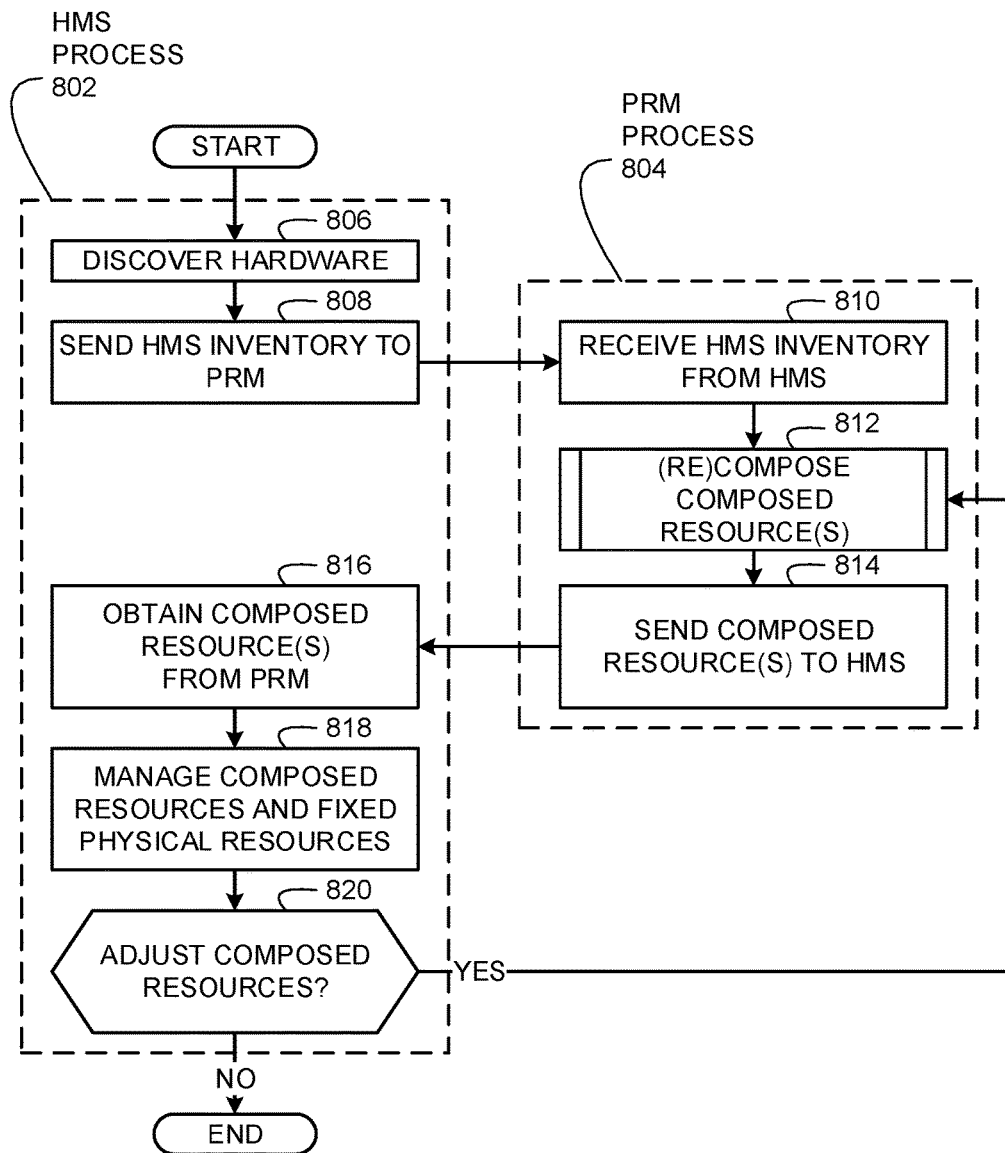 HMS
PROCESS
802
PRM
PROCESS
804
START
806
DISCOVER HARDWARE
808
SEND HMS INVENTORY TO
PRM
810
RECEIVE HMS INVENTORY
FROM HMS
812
(RE)COMPOSE
COMPOSED
RESOURCE(S)
814
SEND COMPOSED
RESOURCE(S) TO HMS
816
OBTAIN COMPOSED
RESOURCE(S)
FROM PRM
818
MANAGE COMPOSED
RESOURCES AND FIXED
PHYSICAL RESOURCES
820
ADJUST COMPOSED
RESOURCES?
YES
NO
END